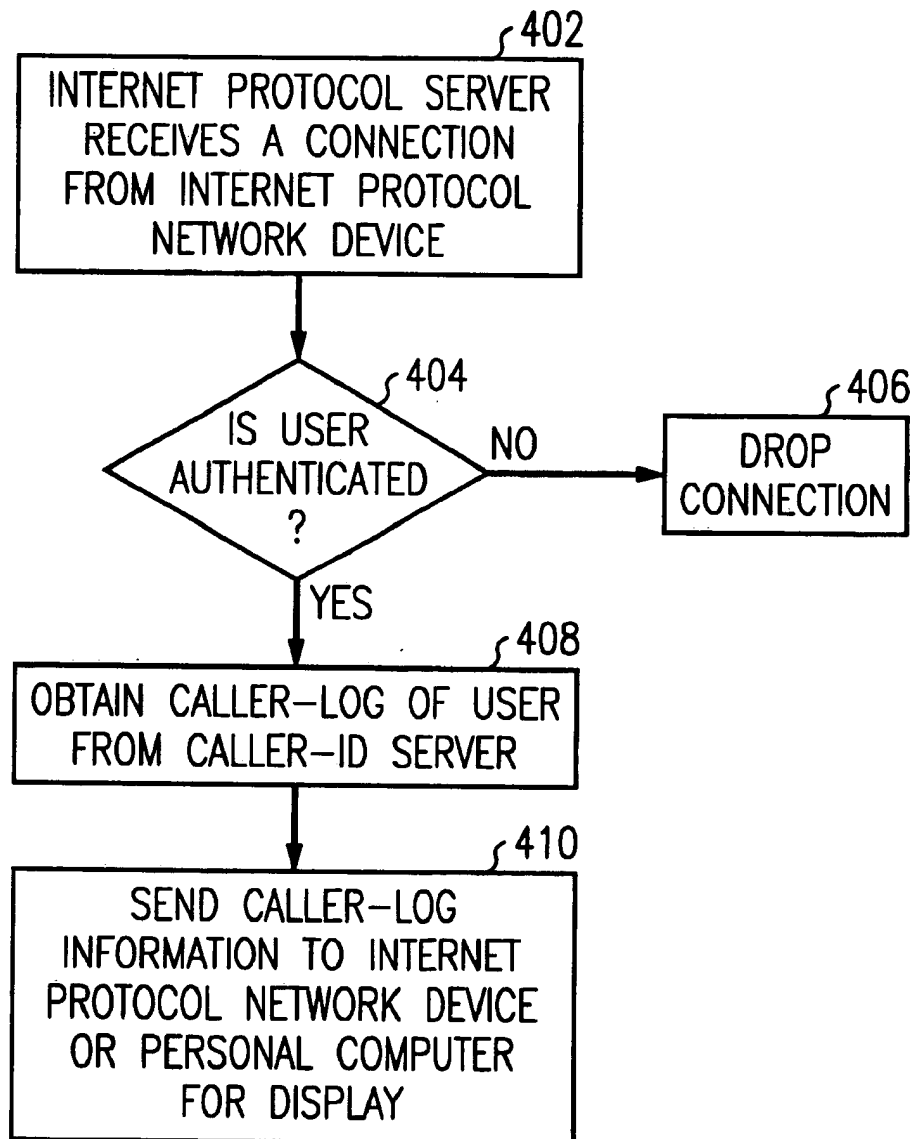 402
INTERNET PROTOCOL SERVER
RECEIVES A CONNECTION
FROM INTERNET PROTOCOL
NETWORK DEVICE
404
IS USER
AUTHENTICATED
?
NO
406
DROP
CONNECTION
YES
408
OBTAIN CALLER-LOG OF USER
FROM CALLER-ID SERVER
410
SEND CALLER-LOG
INFORMATION TO INTERNET
PROTOCOL NETWORK DEVICE
OR PERSONAL COMPUTER
FOR DISPLAY